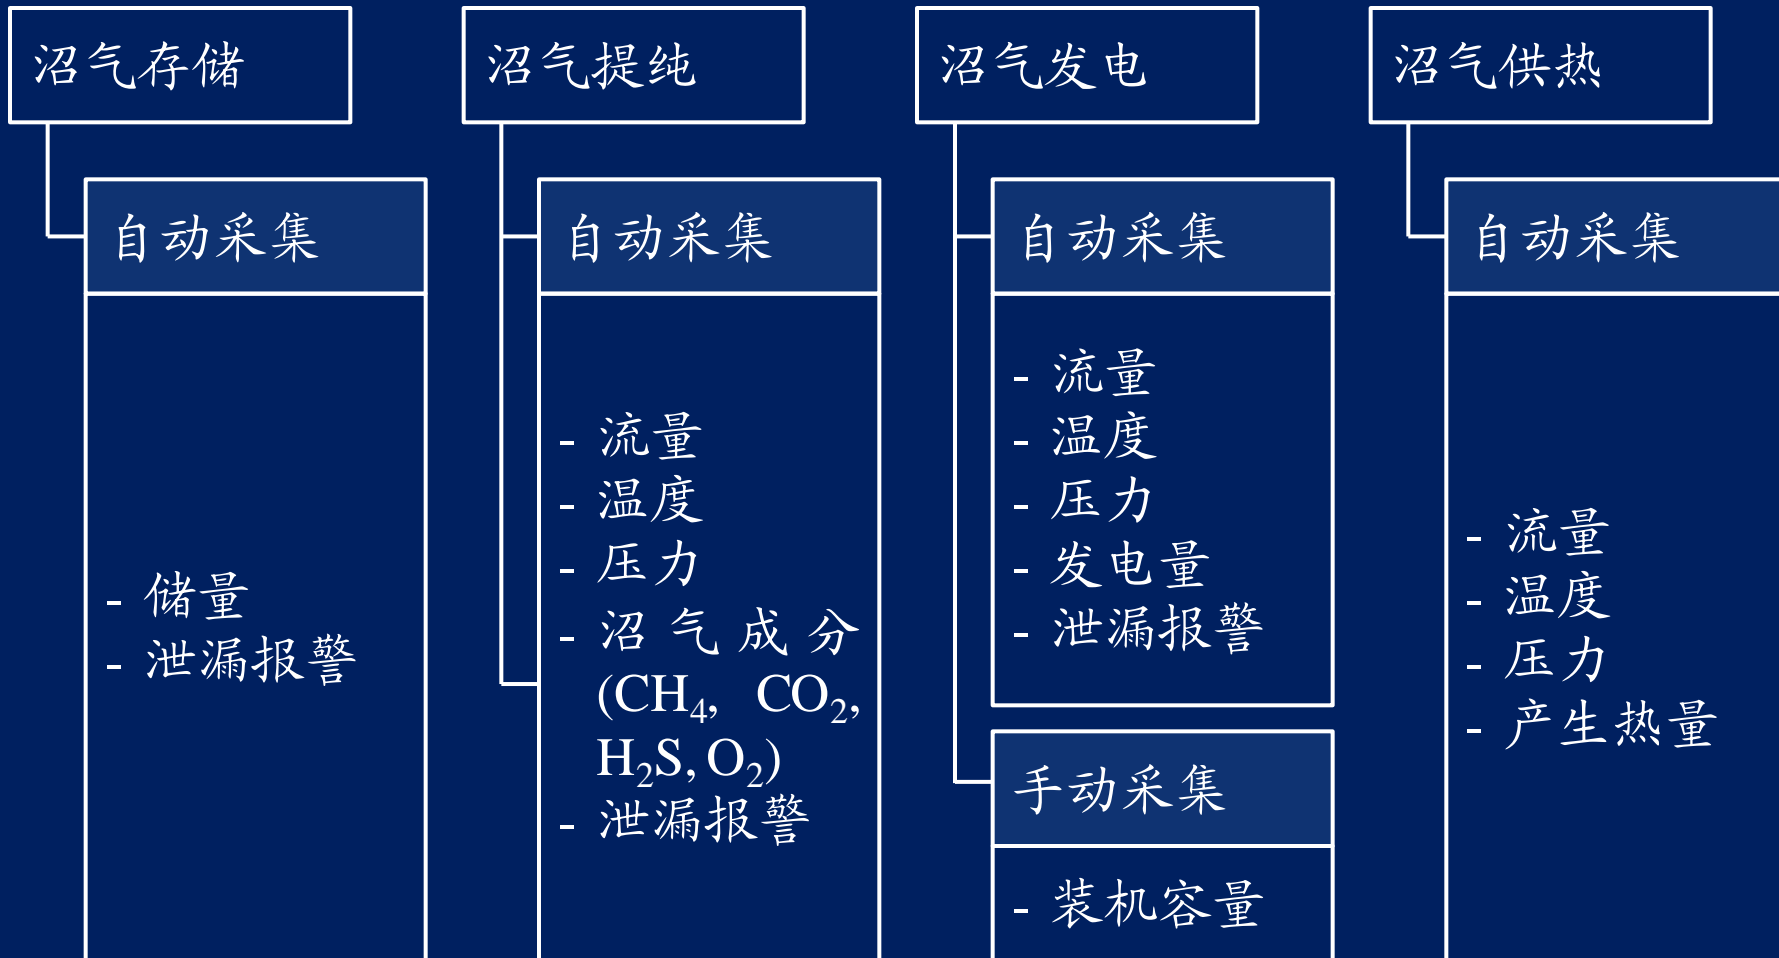 沼气存储
自动采集
- 储量
- 泄漏报警
沼气提纯
自动采集
- 流量
- 温度
- 压力
- 沼气成分
(CH₄, CO₂,
H₂S, O₂)
- 泄漏报警
沼气发电
自动采集
- 流量
- 温度
- 压力
- 发电量
- 泄漏报警
手动采集
- 装机容量
沼气供热
自动采集
- 流量
- 温度
- 压力
- 产生热量